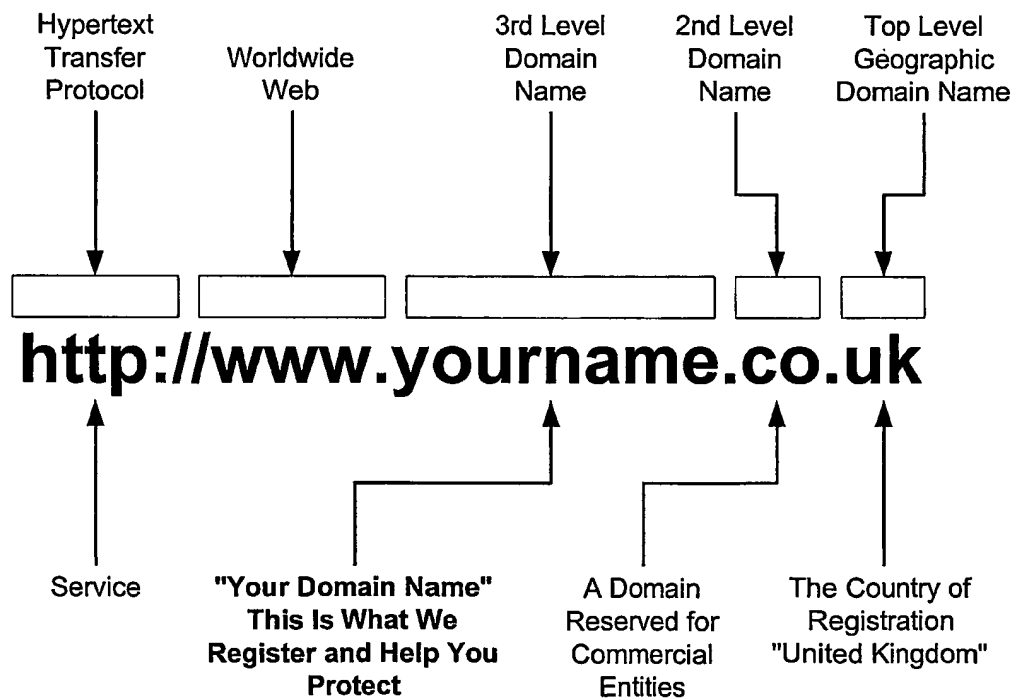 Hypertext
Transfer
Protocol
Worldwide
Web
3rd Level
Domain
Name
2nd Level
Domain
Name
Top Level
Geographic
Domain Name
http://www.yourname.co.uk
Service
"Your Domain Name"
This Is What We
Register and Help You
Protect
A Domain
Reserved for
Commercial
Entities
The Country of
Registration
"United Kingdom"